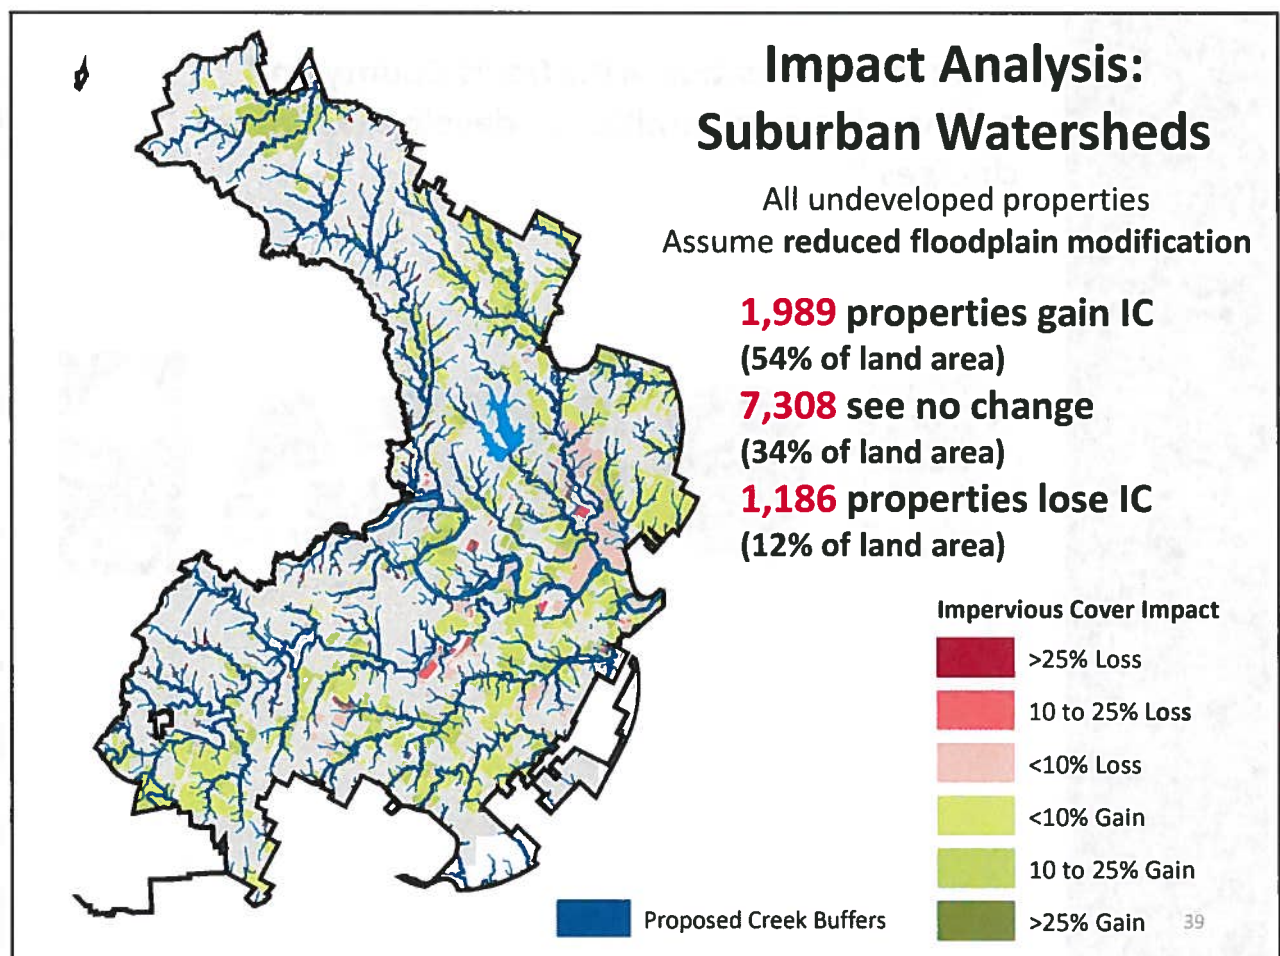 Impact Analysis:
Suburban Watersheds
All undeveloped properties
Assume reduced floodplain modification
1,989 properties gain IC
(54% of land area)
7,308 see no change
(34% of land area)
1,186 properties lose IC
(12% of land area)
Impervious Cover Impact
>25% Loss
10 to 25% Loss
<10% Loss
<10% Gain
10 to 25% Gain
>25% Gain
Proposed Creek Buffers
39